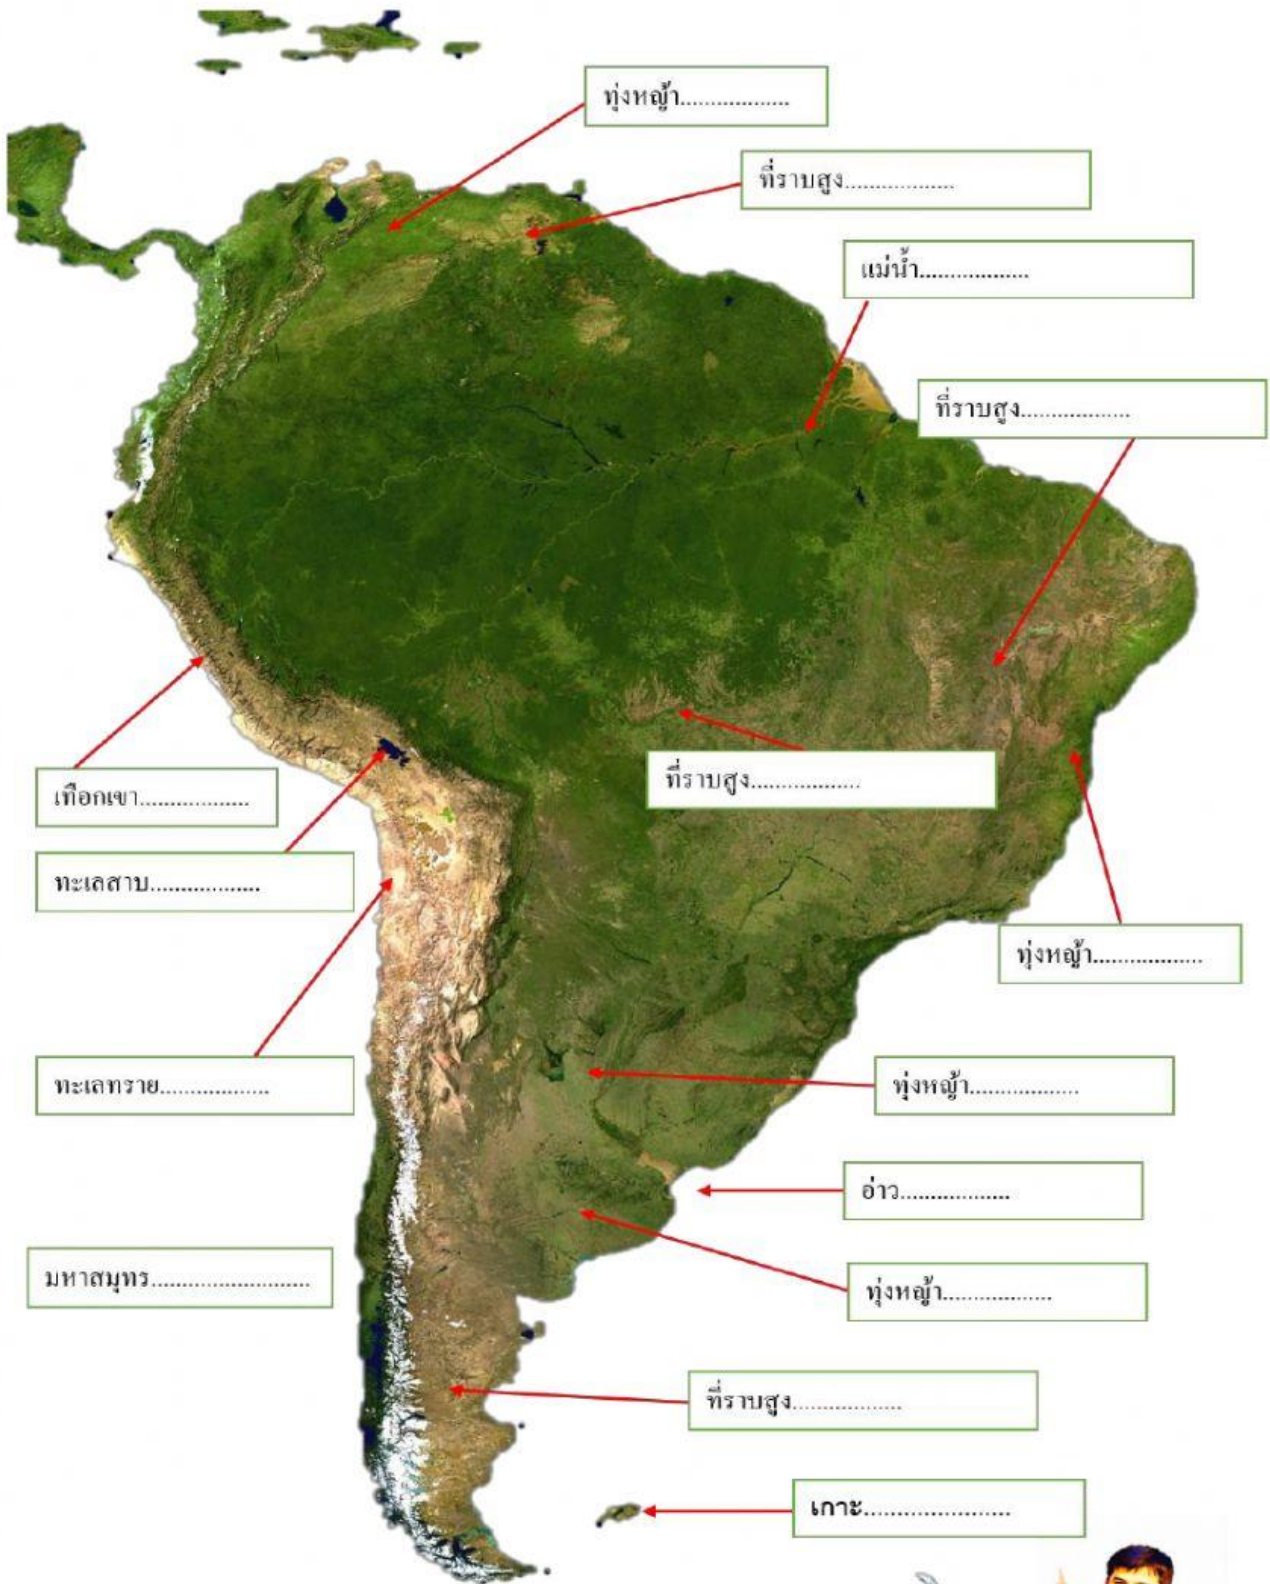 ทุ่งหญ้า..................
ที่ราบสูง..................
แม่น้ำ..................
ที่ราบสูง..................
ที่ราบสูง..................
เทือกเขา..................
ทะเลสาบ..................
ทุ่งหญ้า..................
ทะเลทราย..................
ทุ่งหญ้า..................
อ่าว..................
มหาสมุทร..........................
ทุ่งหญ้า..................
ที่ราบสูง..................
เกาะ......................